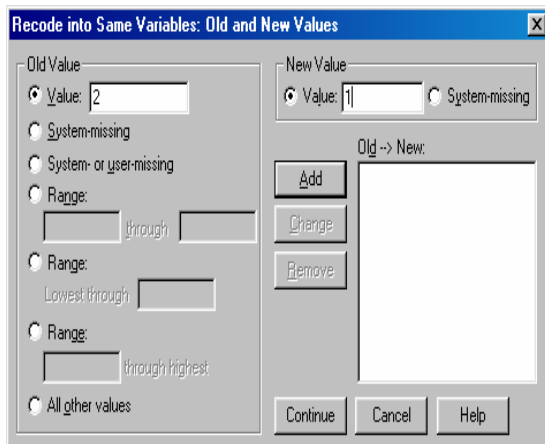 Recode into Same Variables: Old and New Values
Old Value
Value: 2
System-missing
System- or user-missing
Range:
through
Range:
Lowest through
Range:
through highest
All other values
New Value
Value: 1
System-missing
Old --> New:
Add
Change
Remove
Continue
Cancel
Help